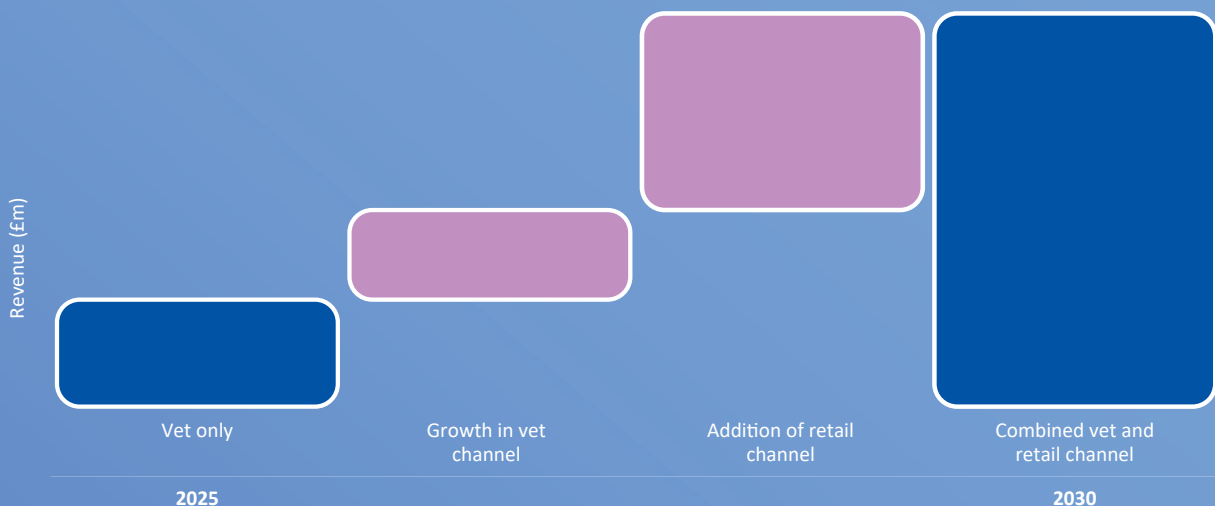 Revenue (£m)
Vet only
Growth in vet
channel
Addition of retail
channel
Combined vet and
retail channel
2025
2030